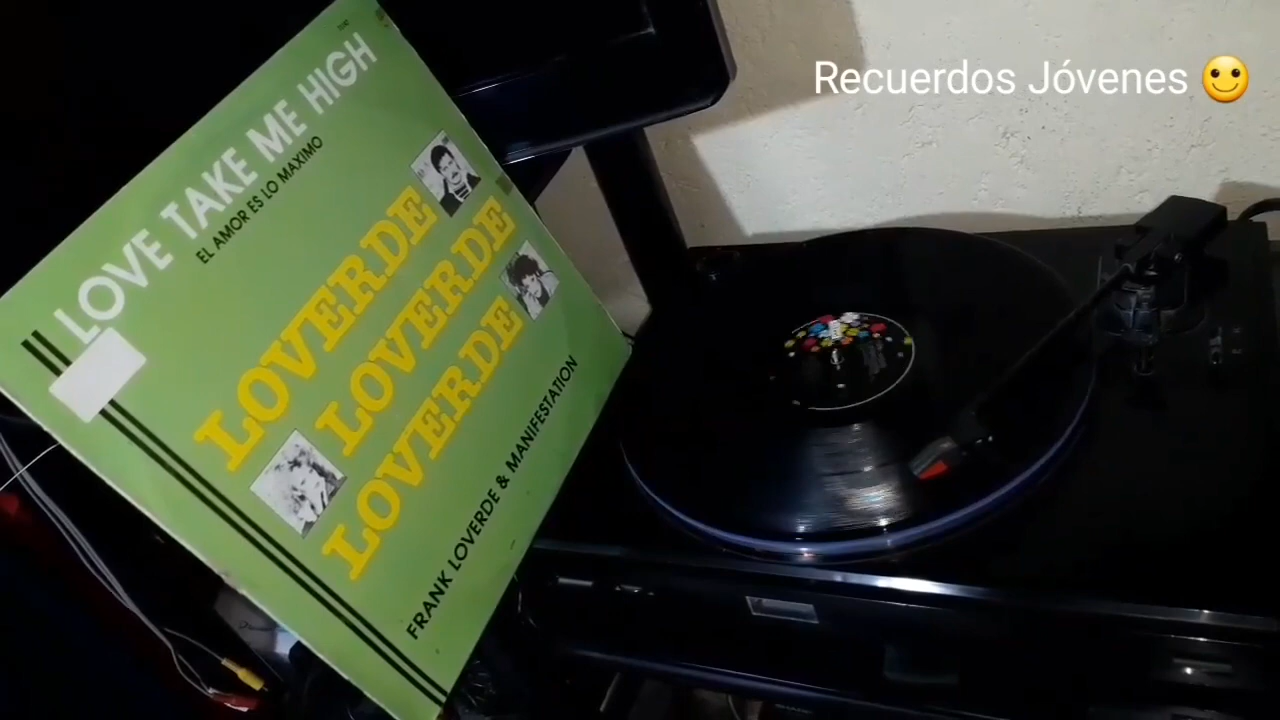 Recuerdos Jóvenes
LOVE TAKE ME HIGH
EL AMOR ES LO MAXIMO
LOVERDE
LOVERDE
LOVERDE
FRANK LOVERDE & MANIFESTATION